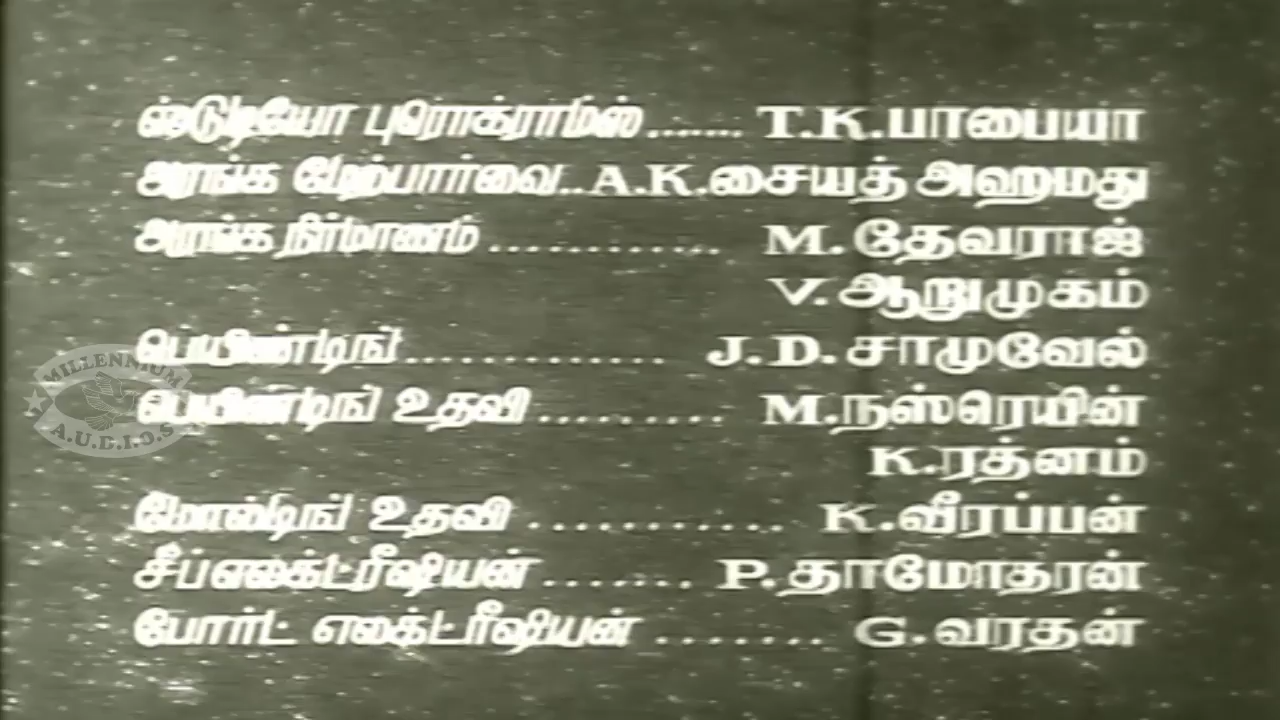 ஸ்டுடியோ புரொக்ராம்ஸ்....... T.K.பாபையா
அரங்க மேற்பார்வை..A.K.சையத் அஹமது
அரங்க நிர்மாணம் ............ M.தேவராஜ்
V.ஆறுமுகம்
பெயிண்டிங்............. J.D.சாமுவேல்
MILLENNIUM
A.U.D.I.O.S
பெயிண்டிங் உதவி ......... M.நஸ்ரெயின்
K.ரத்னம்
மோல்டிங் உதவி ........... K.வீரப்பன்
சீப்எலக்ட்ரீஷியன் ....... P.தாமோதரன்
போர்ட் எலக்ட்ரீஷியன் ....... G.வரதன்